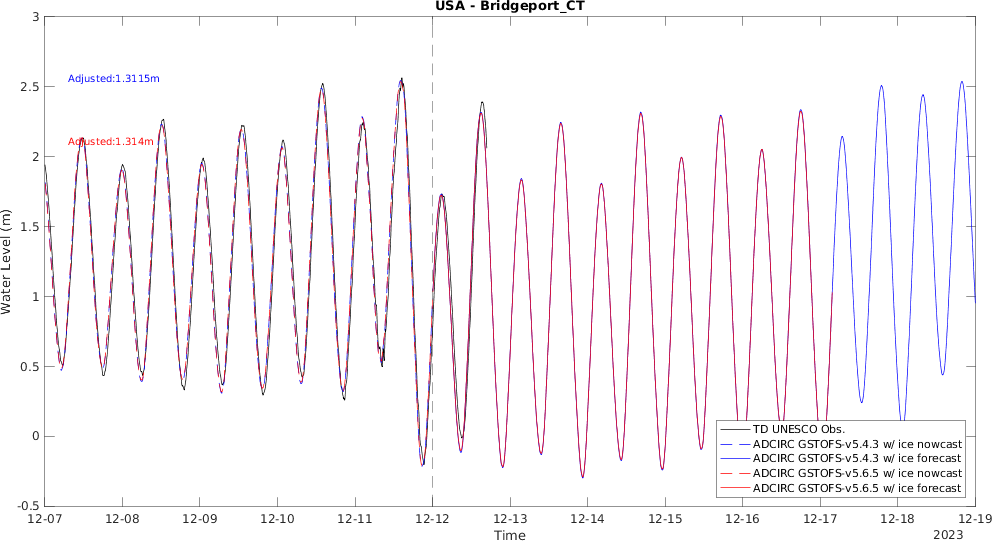 USA - Bridgeport_CT
3
2.5
2
1.5
1
0.5
0
-0.5
Water Level (m)
Adjusted:1.3115m
Adjusted:1.314m
TD UNESCO Obs.
ADCIRC GSTOFS-v5.4.3 w/ ice nowcast
ADCIRC GSTOFS-v5.4.3 w/ ice forecast
ADCIRC GSTOFS-v5.6.5 w/ ice nowcast
ADCIRC GSTOFS-v5.6.5 w/ ice forecast
12-07 12-08 12-09 12-10 12-11 12-12 12-13 12-14 12-15 12-16 12-17 12-18 12-19
Time
2023